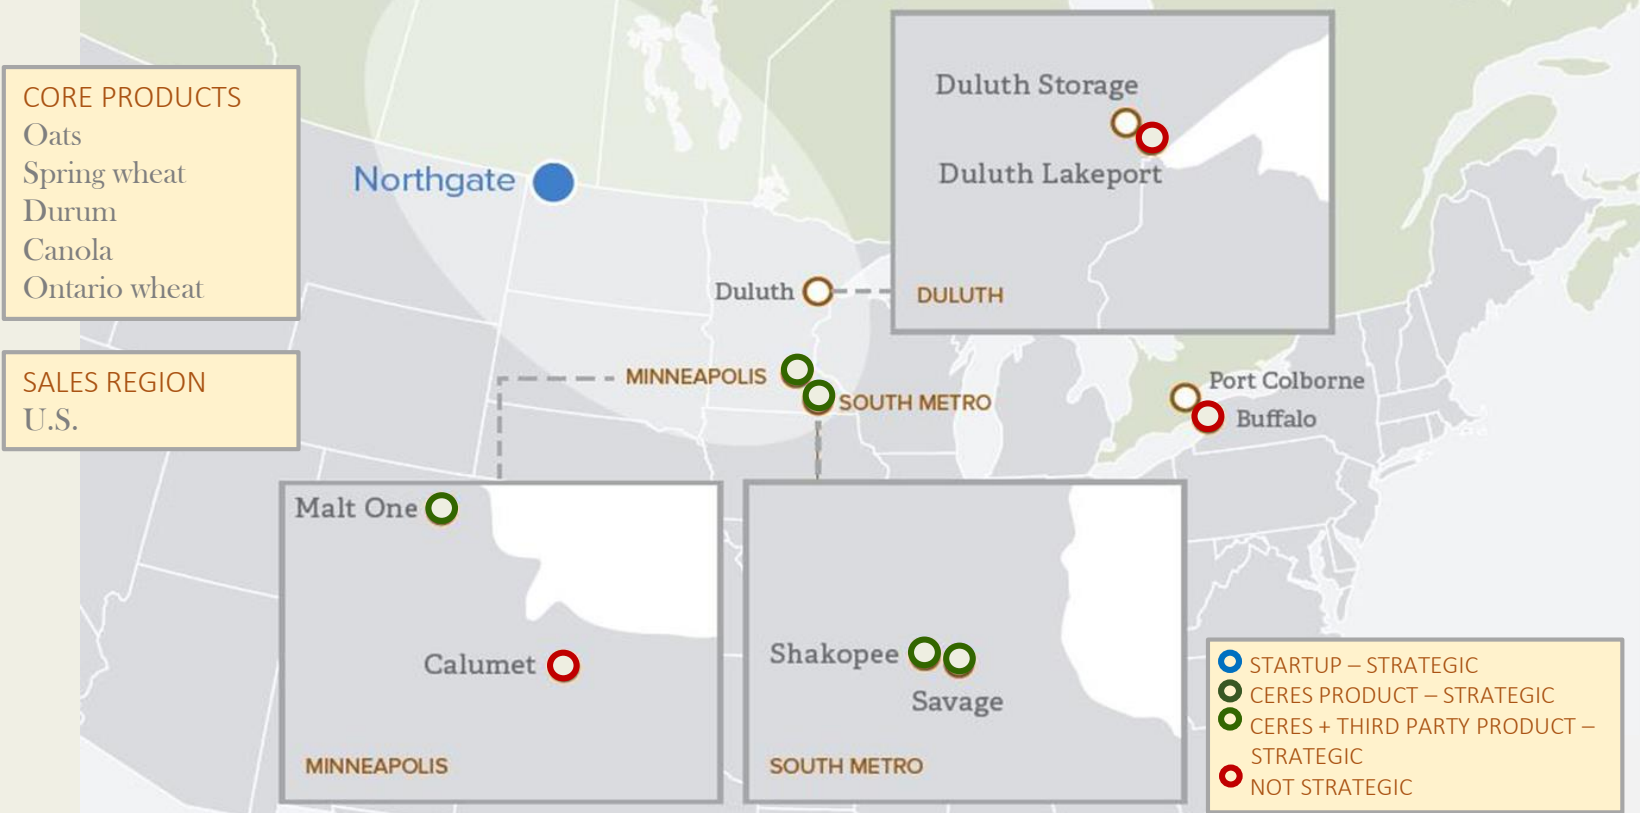 CORE PRODUCTS
Oats
Spring wheat
Durum
Canola
Ontario wheat
SALES REGION
U.S.
Northgate
Duluth
MINNEAPOLIS
SOUTH METRO
Port Colborne
Buffalo
Duluth Storage
Duluth Lakeport
DULUTH
Malt One
Calumet
MINNEAPOLIS
Shakopee
Savage
SOUTH METRO
STARTUP – STRATEGIC
CERES PRODUCT – STRATEGIC
CERES + THIRD PARTY PRODUCT –
STRATEGIC
NOT STRATEGIC